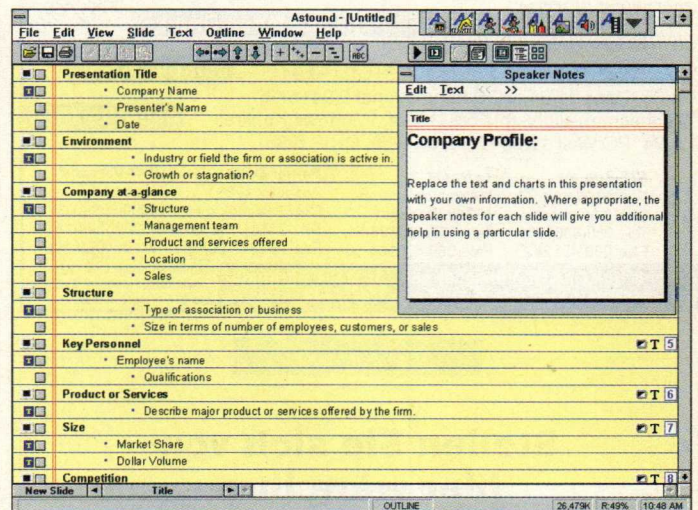 Astound - [Untitled]
File Edit View Slide Text Outline Window Help
ABC
Presentation Title
• Company Name
• Presenter's Name
• Date
Environment
• Industry or field the firm or association is active in.
• Growth or stagnation?
Company at-a-glance
• Structure
• Management team
• Product and services offered
• Location
• Sales
Structure
• Type of association or business
• Size in terms of number of employees, customers, or sales
Key Personnel T 5
• Employee's name
• Qualifications
Product or Services T 6
• Describe major product or services offered by the firm.
Size T 7
• Market Share
• Dollar Volume
Competition T 8
Speaker Notes
Edit Text << >>
Title
Company Profile:
Replace the text and charts in this presentation
with your own information. Where appropriate, the
speaker notes for each slide will give you additional
help in using a particular slide.
New Slide Title
OUTLINE 26,479K R:49% 10:48 AM